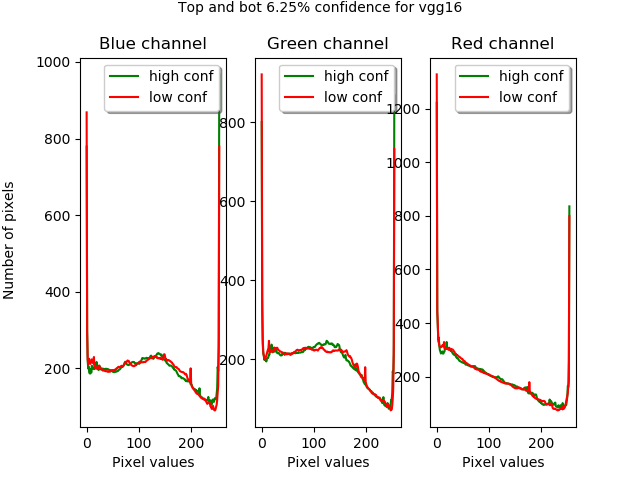 Top and bot 6.25% confidence for vgg16
Blue channel
Green channel
Red channel
high conf
low conf
high conf
low conf
high conf
low conf
Number of pixels
1000
800
600
400
200
800
600
400
200
1200
1000
800
600
400
200
0 100 200
0 100 200
0 100 200
Pixel values
Pixel values
Pixel values